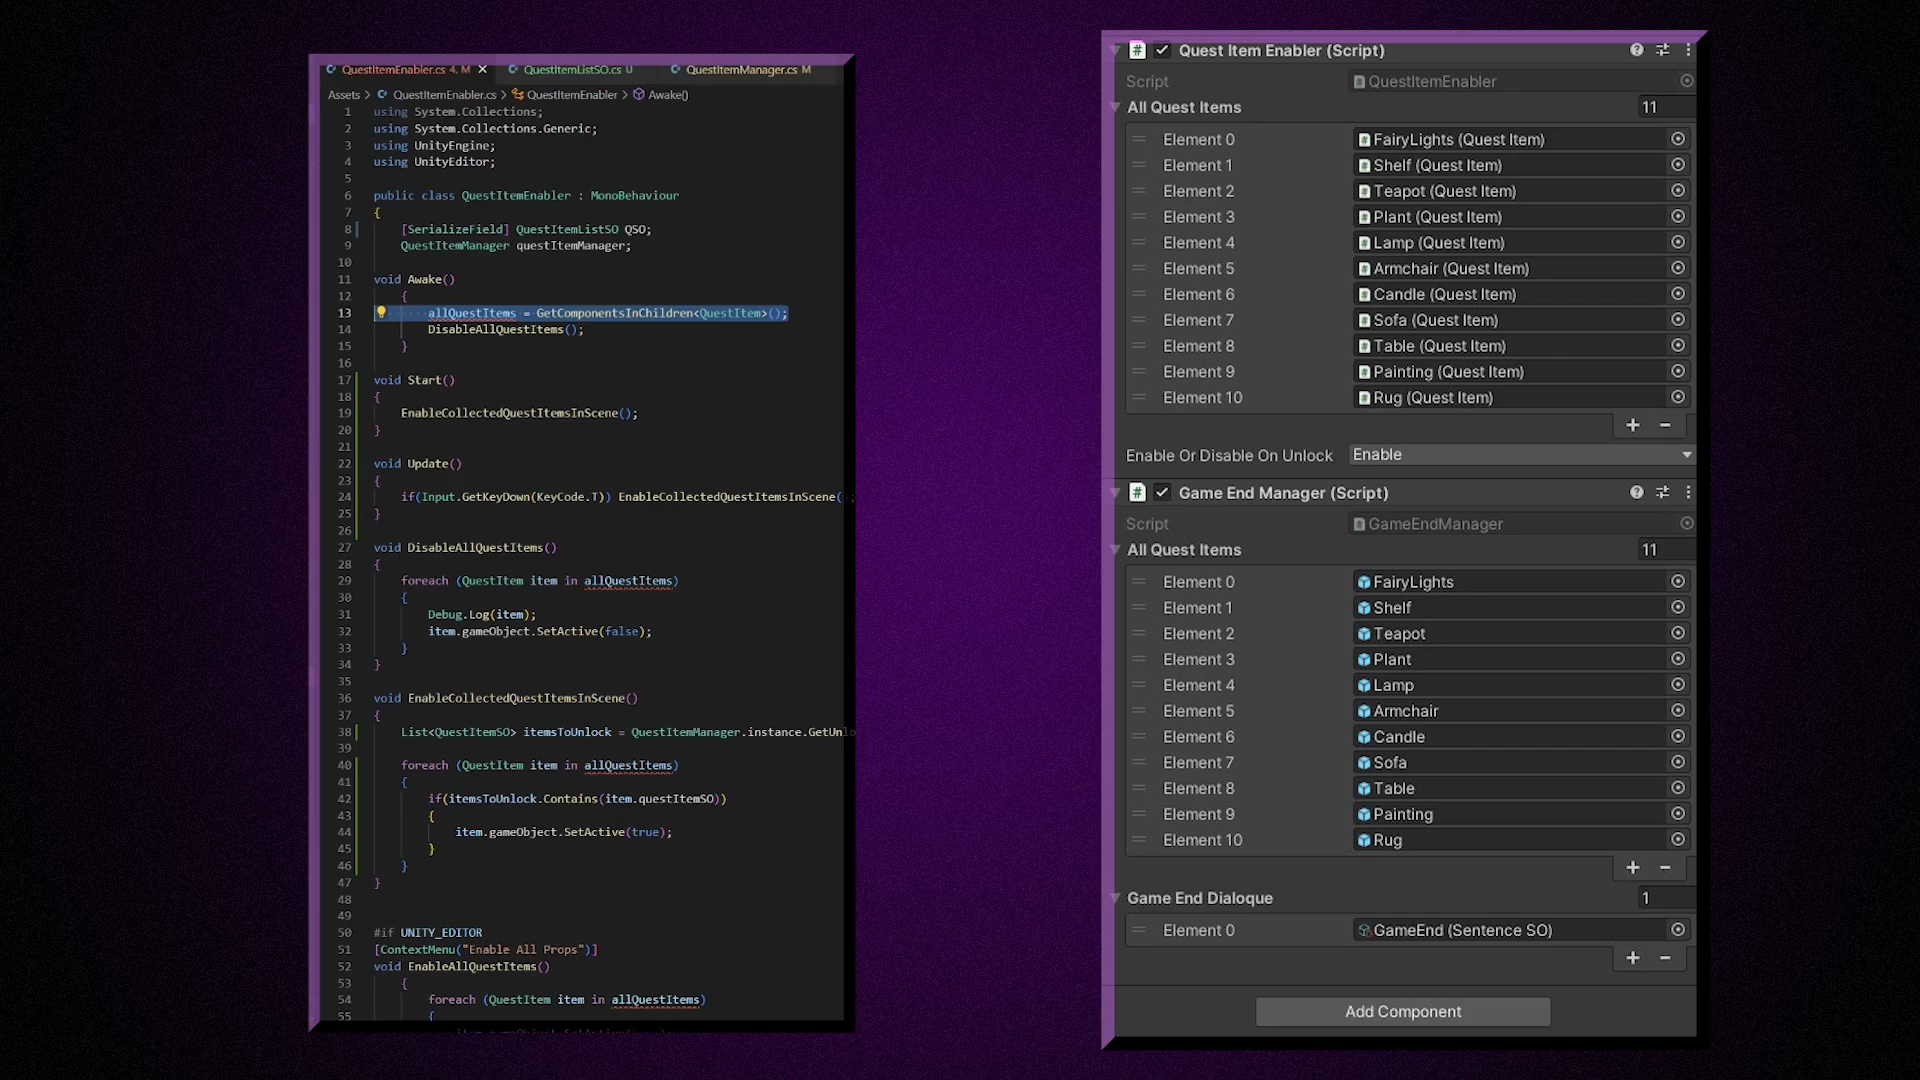 QuestItemEnabler.cs 4, M
QuestItemListSO.cs U
QuestItemManager.cs M
Assets > QuestItemEnabler.cs > QuestItemEnabler > Awake()
1 using System.Collections;
2 using System.Collections.Generic;
3 using UnityEngine;
4 using UnityEditor;
5
6 public class QuestItemEnabler : MonoBehaviour
7 {
8 [SerializeField] QuestItemListSO QSO;
9 QuestItemManager questItemManager;
10
11 void Awake()
12 {
13 allQuestItems = GetComponentsInChildren<QuestItem>();
14 DisableAllQuestItems();
15 }
16
17 void Start()
18 {
19 EnableCollectedQuestItemsInScene();
20 }
21
22 void Update()
23 {
24 if(Input.GetKeyDown(KeyCode.T)) EnableCollectedQuestItemsInScene();
25 }
26
27 void DisableAllQuestItems()
28 {
29 foreach (QuestItem item in allQuestItems)
30 {
31 Debug.Log(item);
32 item.gameObject.SetActive(false);
33 }
34 }
35
36 void EnableCollectedQuestItemsInScene()
37 {
38 List<QuestItemSO> itemsToUnlock = QuestItemManager.instance.GetUnlo
39
40 foreach (QuestItem item in allQuestItems)
41 {
42 if(itemsToUnlock.Contains(item.questItemSO))
43 {
44 item.gameObject.SetActive(true);
45 }
46 }
47 }
48
49
50 #if UNITY_EDITOR
51 [ContextMenu("Enable All Props")]
52 void EnableAllQuestItems()
53 {
54 foreach (QuestItem item in allQuestItems)
55 {
Quest Item Enabler (Script)
Script QuestItemEnabler
All Quest Items 11
Element 0 FairyLights (Quest Item)
Element 1 Shelf (Quest Item)
Element 2 Teapot (Quest Item)
Element 3 Plant (Quest Item)
Element 4 Lamp (Quest Item)
Element 5 Armchair (Quest Item)
Element 6 Candle (Quest Item)
Element 7 Sofa (Quest Item)
Element 8 Table (Quest Item)
Element 9 Painting (Quest Item)
Element 10 Rug (Quest Item)
+ −
Enable Or Disable On Unlock Enable
Game End Manager (Script)
Script GameEndManager
All Quest Items 11
Element 0 FairyLights
Element 1 Shelf
Element 2 Teapot
Element 3 Plant
Element 4 Lamp
Element 5 Armchair
Element 6 Candle
Element 7 Sofa
Element 8 Table
Element 9 Painting
Element 10 Rug
+ −
Game End Dialoque 1
Element 0 GameEnd (Sentence SO)
+ −
Add Component